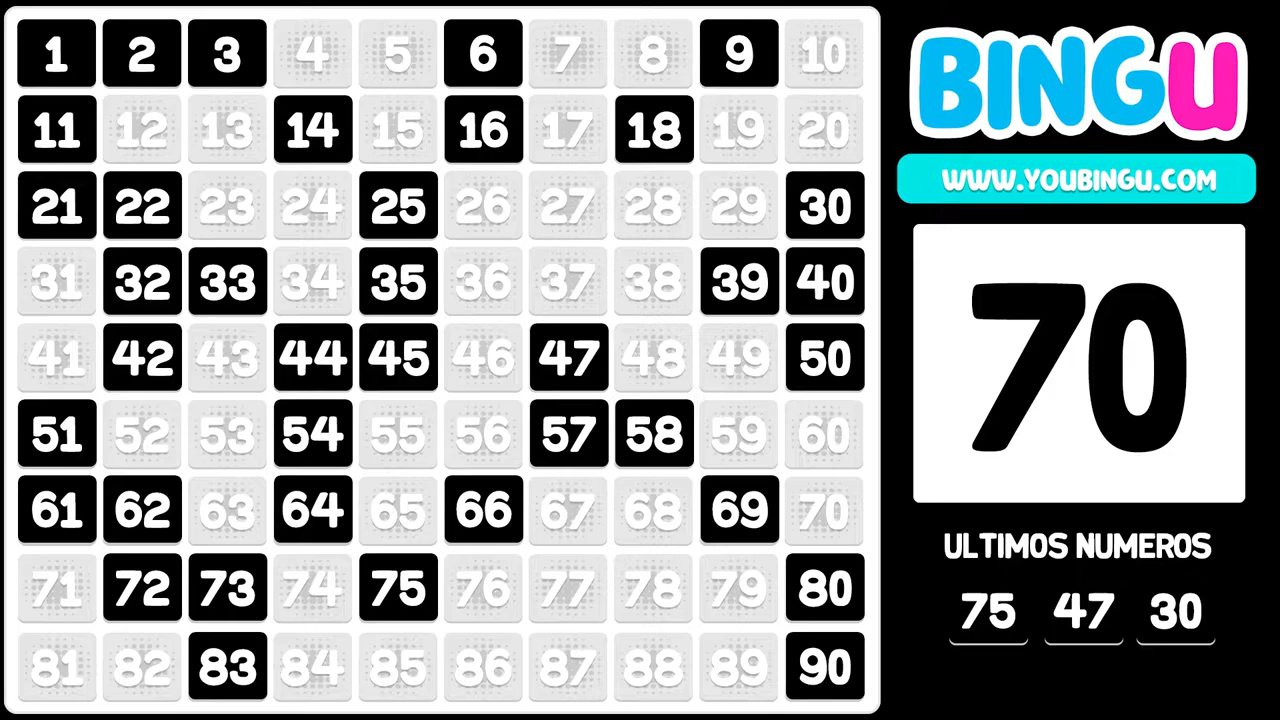 1 2 3 4 5 6 7 8 9 10
11 12 13 14 15 16 17 18 19 20
21 22 23 24 25 26 27 28 29 30
31 32 33 34 35 36 37 38 39 40
41 42 43 44 45 46 47 48 49 50
51 52 53 54 55 56 57 58 59 60
61 62 63 64 65 66 67 68 69 70
71 72 73 74 75 76 77 78 79 80
81 82 83 84 85 86 87 88 89 90
BINGU
WWW.YOUBINGU.COM
70
ULTIMOS NUMEROS
75 47 30